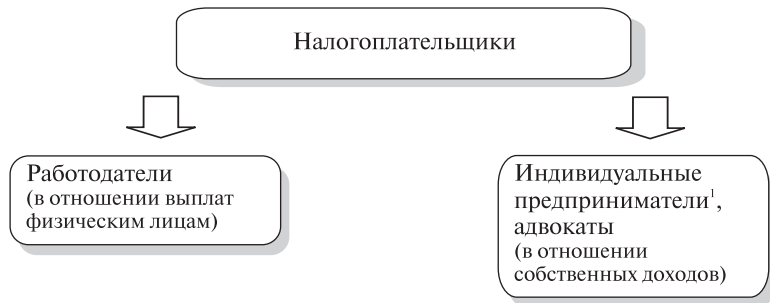 Налогоплательщики
Работодатели
(в отношении выплат
физическим лицам)
Индивидуальные
предприниматели¹,
адвокаты
(в отношении
собственных доходов)